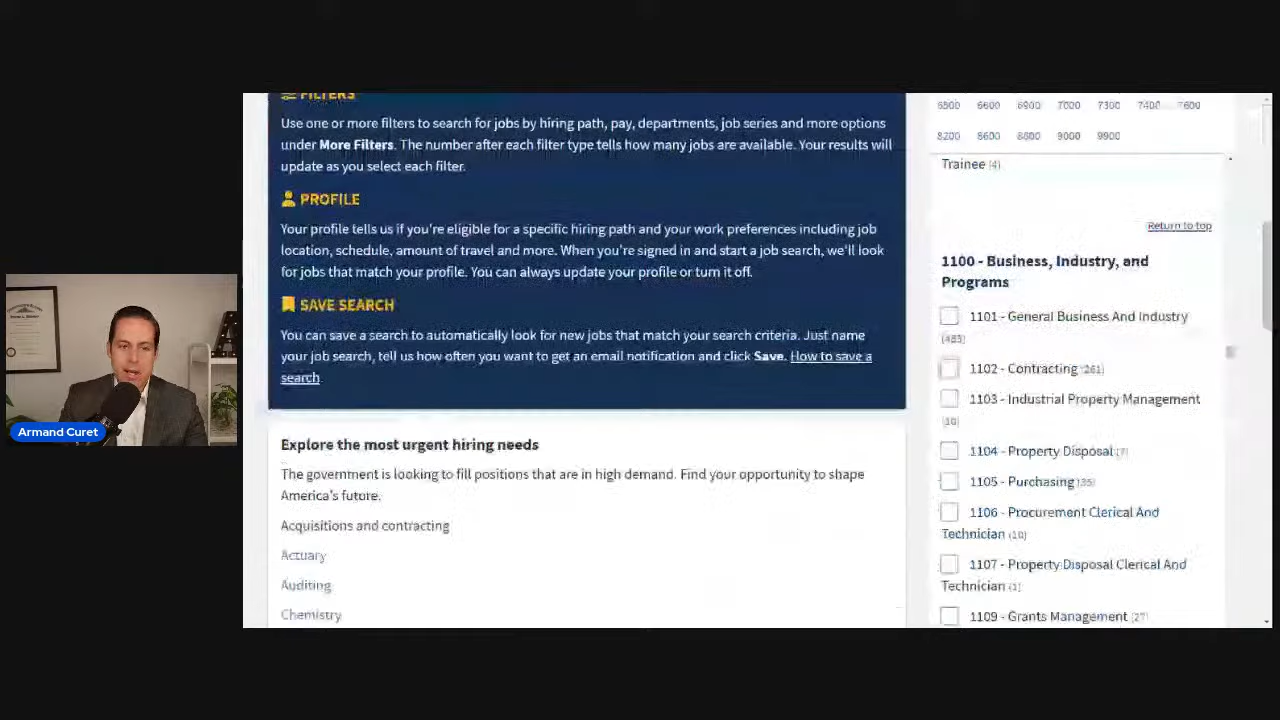 FILTERS
Use one or more filters to search for jobs by hiring path, pay, departments, job series and more options
under More Filters. The number after each filter type tells how many jobs are available. Your results will
update as you select each filter.
PROFILE
Your profile tells us if you're eligible for a specific hiring path and your work preferences including job
location, schedule, amount of travel and more. When you're signed in and start a job search, we'll look
for jobs that match your profile. You can always update your profile or turn it off.
SAVE SEARCH
You can save a search to automatically look for new jobs that match your search criteria. Just name
your job search, tell us how often you want to get an email notification and click Save. How to save a
search.
Explore the most urgent hiring needs
The government is looking to fill positions that are in high demand. Find your opportunity to shape
America's future.
Acquisitions and contracting
Actuary
Auditing
Chemistry
6500 6600 6900 7000 7300 7400 7600
8200 8600 8800 9000 9900
Trainee (4)
Return to top
1100 - Business, Industry, and
Programs
1101 - General Business And Industry
(483)
1102 - Contracting (261)
1103 - Industrial Property Management
(10)
1104 - Property Disposal (7)
1105 - Purchasing (35)
1106 - Procurement Clerical And
Technician (10)
1107 - Property Disposal Clerical And
Technician (1)
1109 - Grants Management (27)
Armand Curet